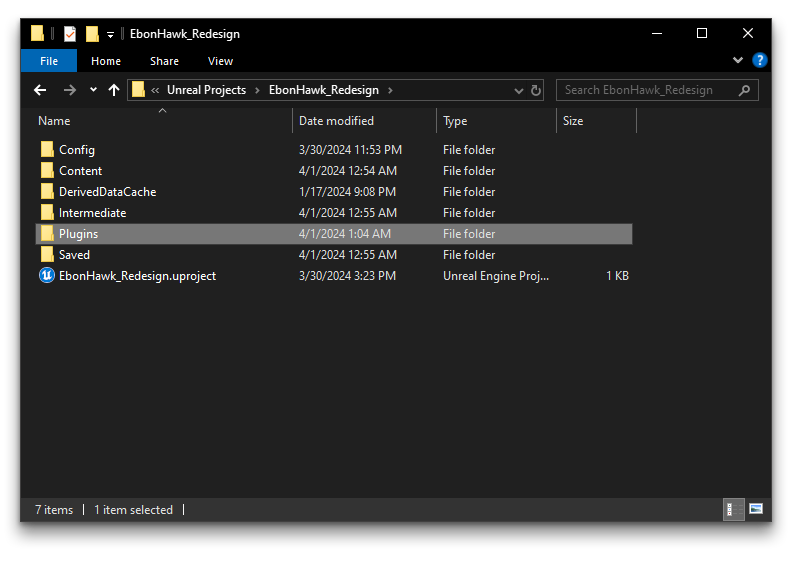 EbonHawk_Redesign
File Home Share View
« Unreal Projects > EbonHawk_Redesign > Search EbonHawk_Redesign
Name Date modified Type Size
Config 3/30/2024 11:53 PM File folder
Content 4/1/2024 12:54 AM File folder
DerivedDataCache 1/17/2024 9:08 PM File folder
Intermediate 4/1/2024 12:55 AM File folder
Plugins 4/1/2024 1:04 AM File folder
Saved 4/1/2024 12:55 AM File folder
EbonHawk_Redesign.uproject 3/30/2024 3:23 PM Unreal Engine Proj... 1 KB
7 items 1 item selected